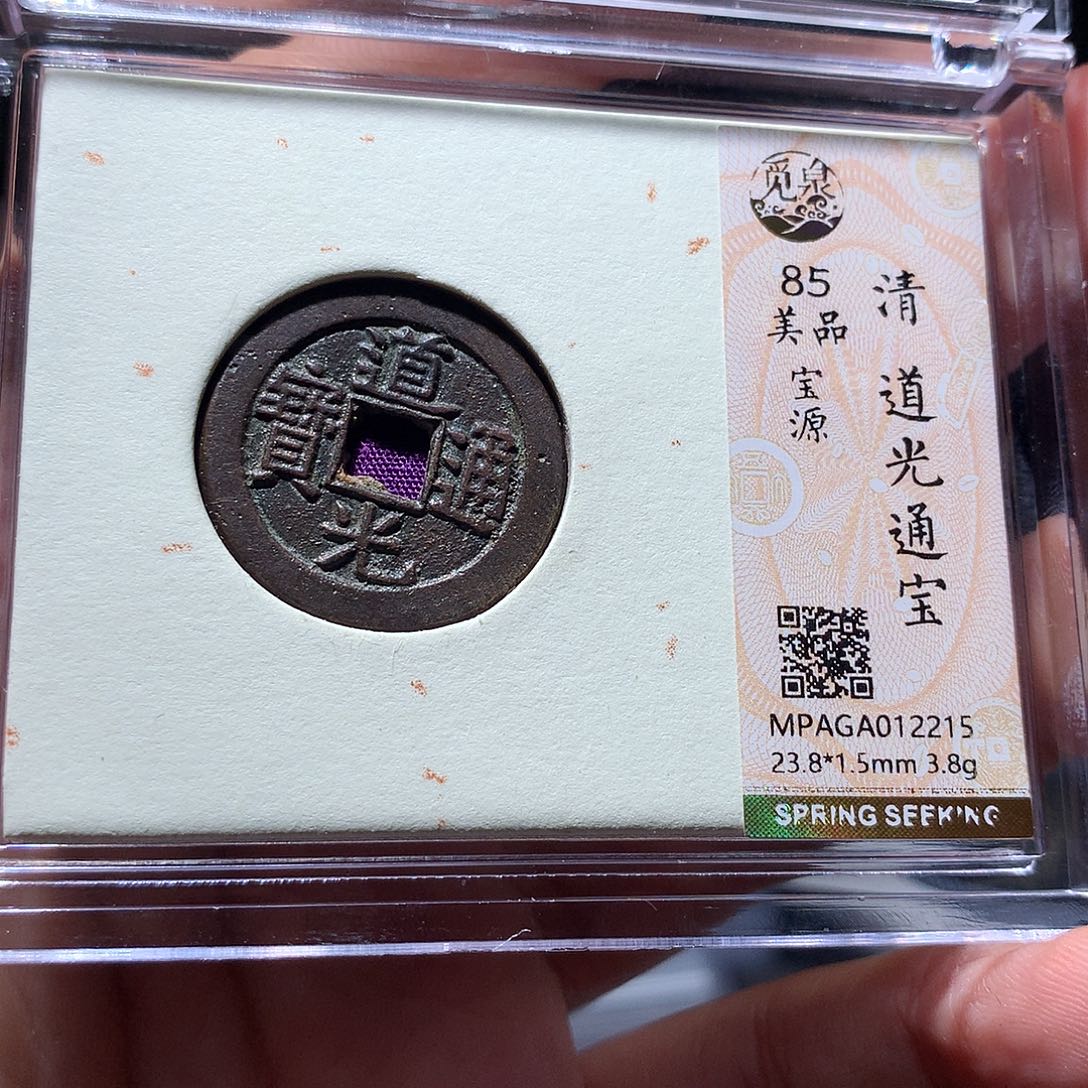 道光通寶
觅泉
清 道光通宝
85
美品
宝源
MPAGA012215
23.8*1.5mm 3.8g
SPRING SEEKING